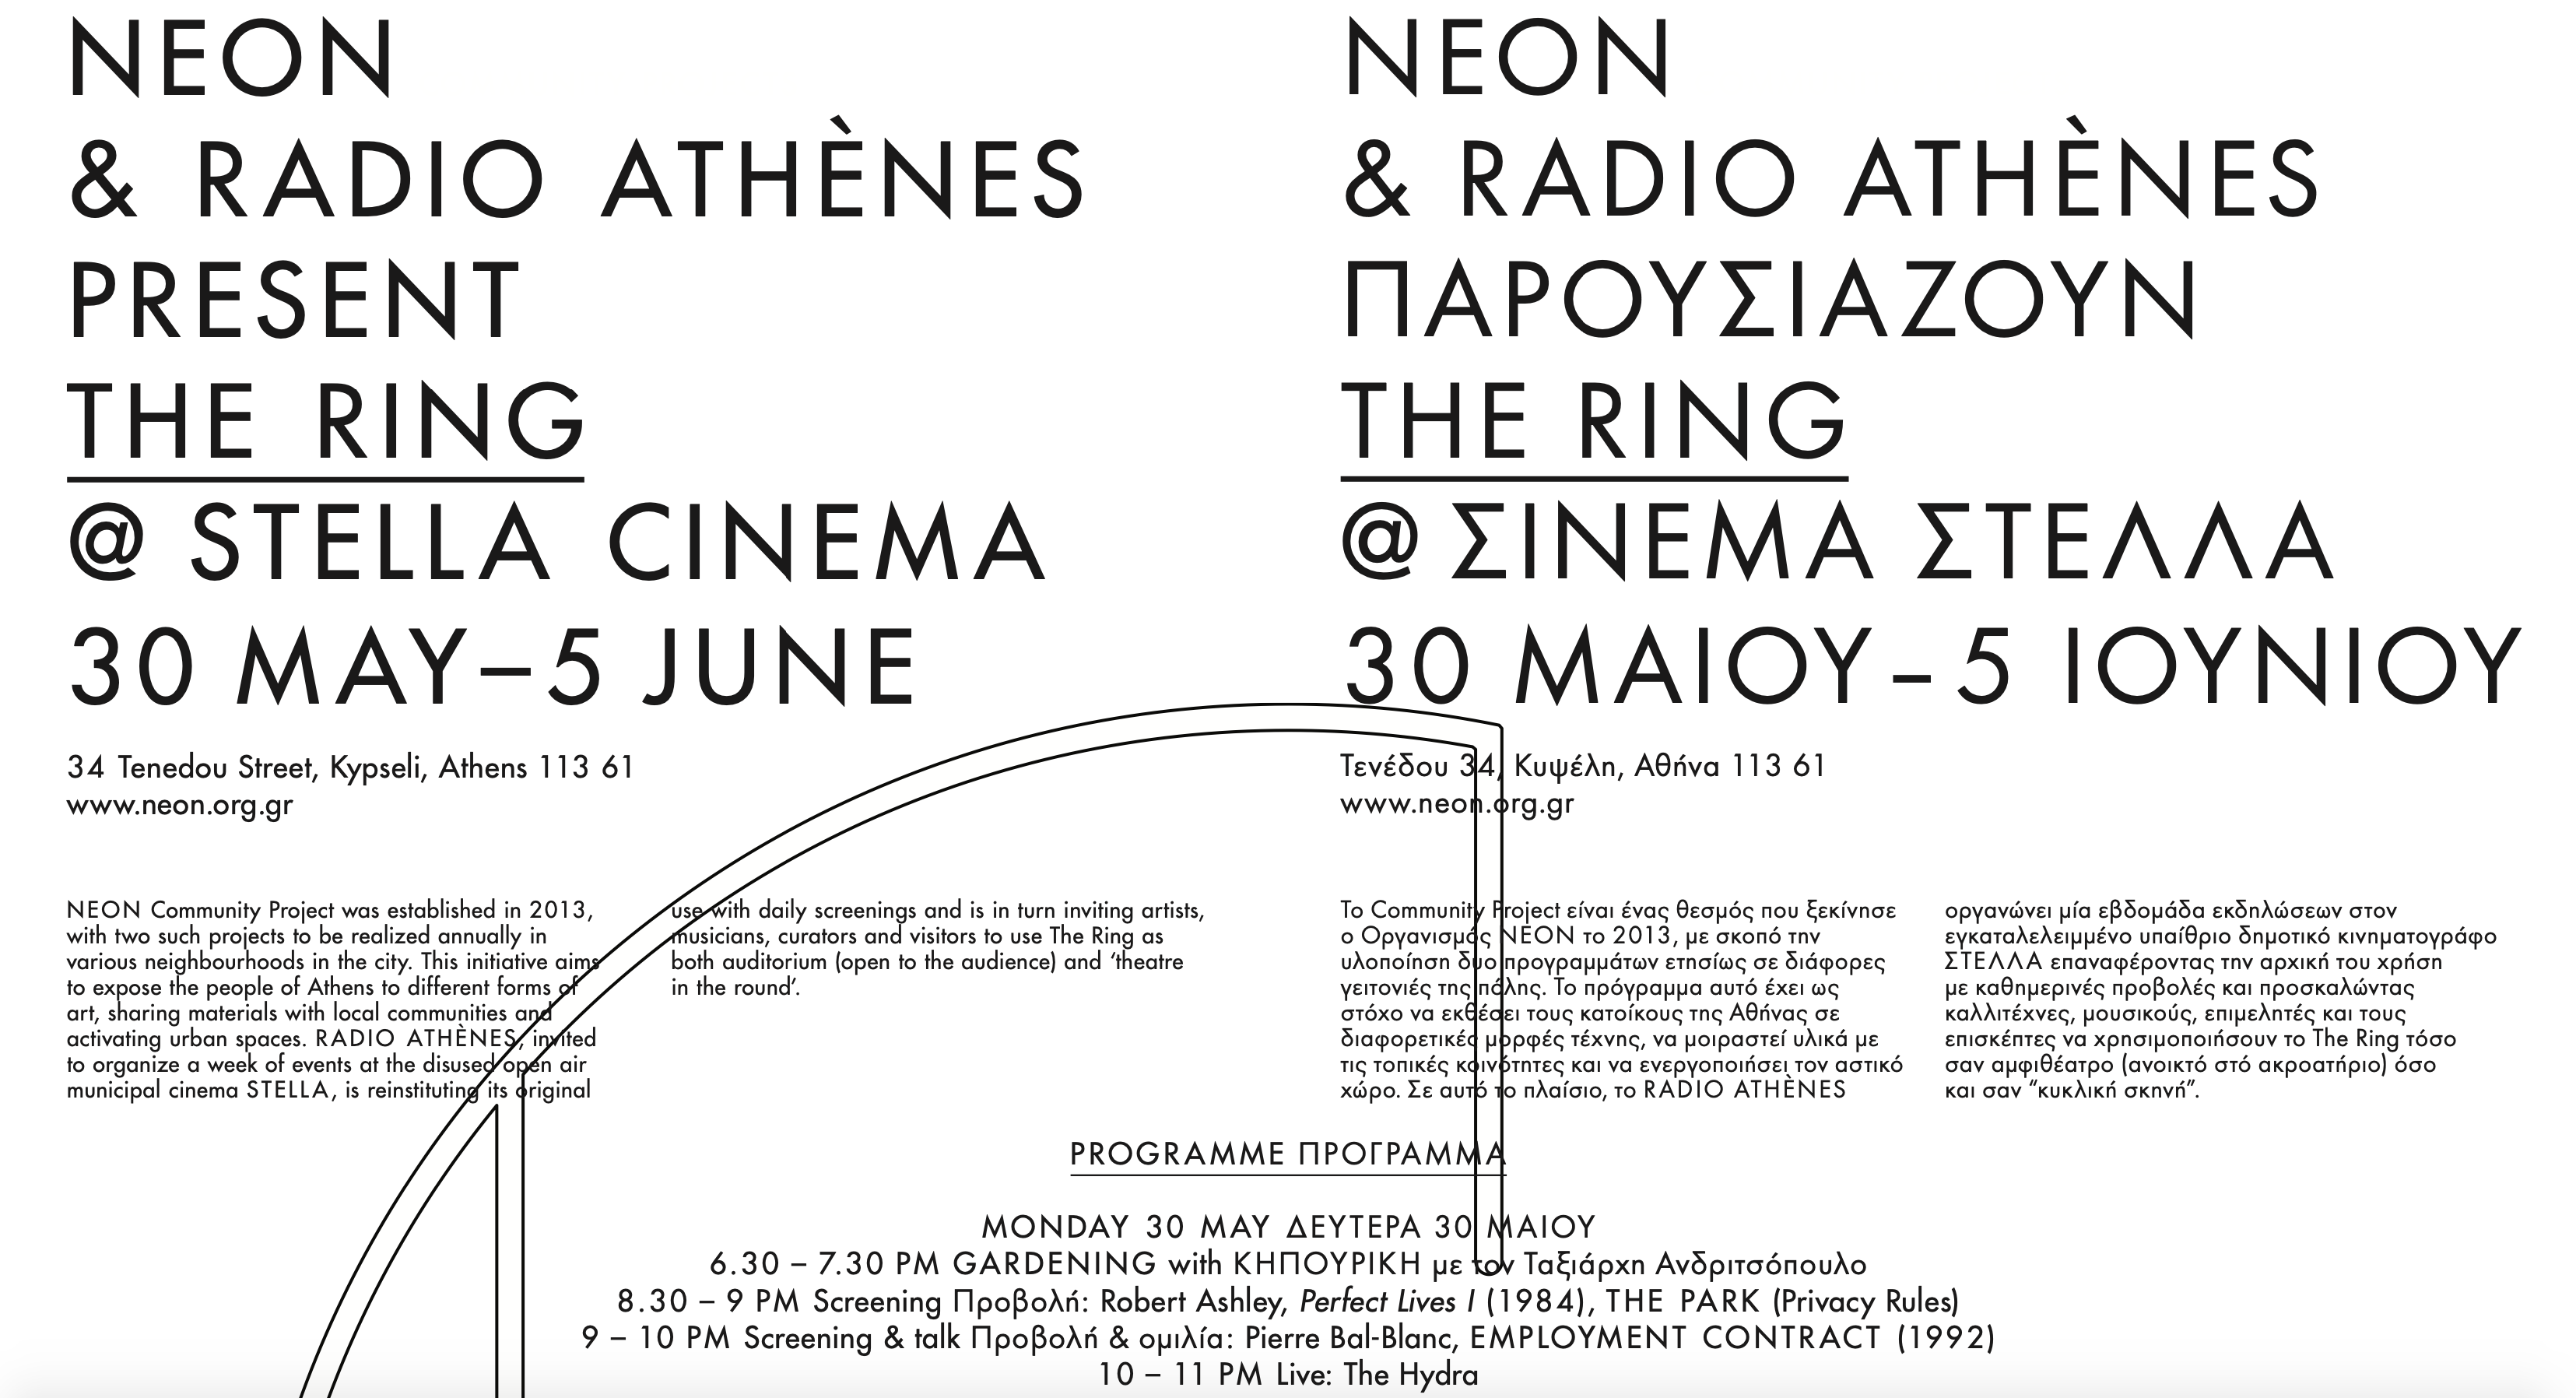 NEON
& RADIO ATHÈNES
PRESENT
THE RING
@ STELLA CINEMA
30 MAY–5 JUNE
34 Tenedou Street, Kypseli, Athens 113 61
www.neon.org.gr
NEON Community Project was established in 2013,
with two such projects to be realized annually in
various neighbourhoods in the city. This initiative aims
to expose the people of Athens to different forms of
art, sharing materials with local communities and
activating urban spaces. RADIO ATHÈNES, invited
to organize a week of events at the disused open air
municipal cinema STELLA, is reinstituting its original
use with daily screenings and is in turn inviting artists,
musicians, curators and visitors to use The Ring as
both auditorium (open to the audience) and ‘theatre
in the round’.
NEON
& RADIO ATHÈNES
ΠΑΡΟΥΣΙΑΖΟΥΝ
THE RING
@ ΣΙΝΕΜΑ ΣΤΕΛΛΑ
30 ΜΑΙΟΥ – 5 ΙΟΥΝΙΟΥ
Τενέδου 34, Κυψέλη, Αθήνα 113 61
www.neon.org.gr
Το Community Project είναι ένας θεσμός που ξεκίνησε
ο Οργανισμός NEON το 2013, με σκοπό την
υλοποίηση δυο προγραμμάτων ετησίως σε διάφορες
γειτονιές της πόλης. Το πρόγραμμα αυτό έχει ως
στόχο να εκθέσει τους κατοίκους της Αθήνας σε
διαφορετικές μορφές τέχνης, να μοιραστεί υλικά με
τις τοπικές κοινότητες και να ενεργοποιήσει τον αστικό
χώρο. Σε αυτό το πλαίσιο, το RADIO ATHÈNES
οργανώνει μία εβδομάδα εκδηλώσεων στον
εγκαταλελειμμένο υπαίθριο δημοτικό κινηματογράφο
ΣΤΕΛΛΑ επαναφέροντας την αρχική του χρήση
με καθημερινές προβολές και προσκαλώντας
καλλιτέχνες, μουσικούς, επιμελητές και τους
επισκέπτες να χρησιμοποιήσουν το The Ring τόσο
σαν αμφιθέατρο (ανοικτό στό ακροατήριο) όσο
και σαν “κυκλική σκηνή”.
PROGRAMME ΠΡΟΓΡΑΜΜΑ
MONDAY 30 MAY ΔΕΥΤΕΡΑ 30 ΜΑΙΟΥ
6.30 – 7.30 PM GARDENING with ΚΗΠΟΥΡΙΚΗ με τον Ταξιάρχη Ανδριτσόπουλο
8.30 – 9 PM Screening Προβολή: Robert Ashley, Perfect Lives I (1984), THE PARK (Privacy Rules)
9 – 10 PM Screening & talk Προβολή & ομιλία: Pierre Bal-Blanc, EMPLOYMENT CONTRACT (1992)
10 – 11 PM Live: The Hydra